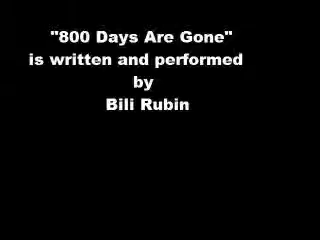 "800 Days Are Gone"
is written and performed
by
Bili Rubin